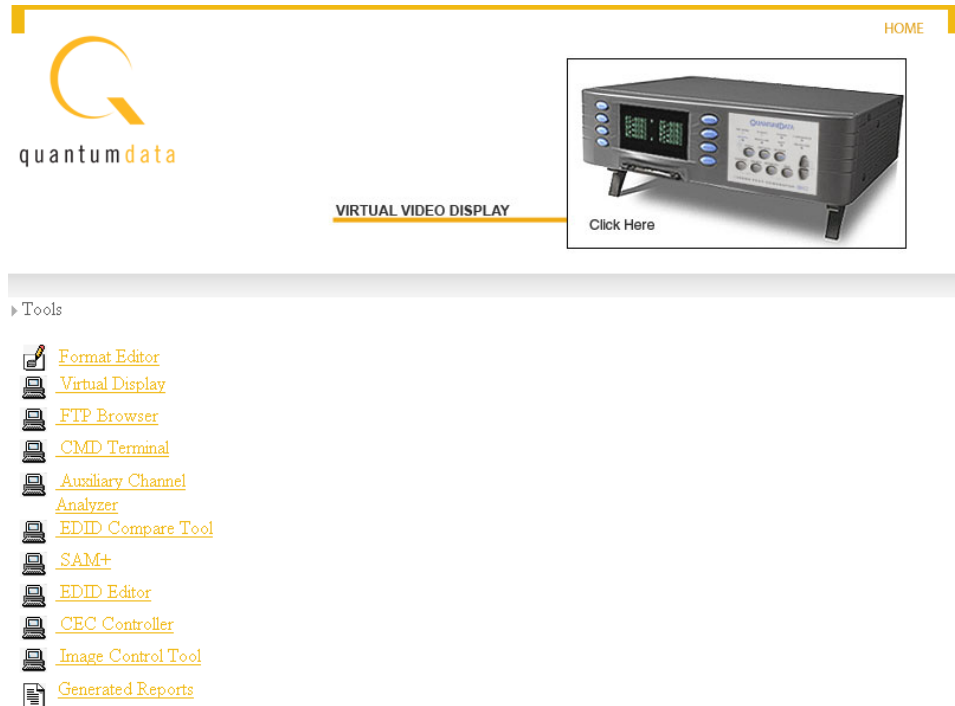 HOME
quantumdata
QUANTUMDATA
VIRTUAL VIDEO DISPLAY
Click Here
Tools
Format Editor
Virtual Display
FTP Browser
CMD Terminal
Auxiliary Channel
Analyzer
EDID Compare Tool
SAM+
EDID Editor
CEC Controller
Image Control Tool
Generated Reports